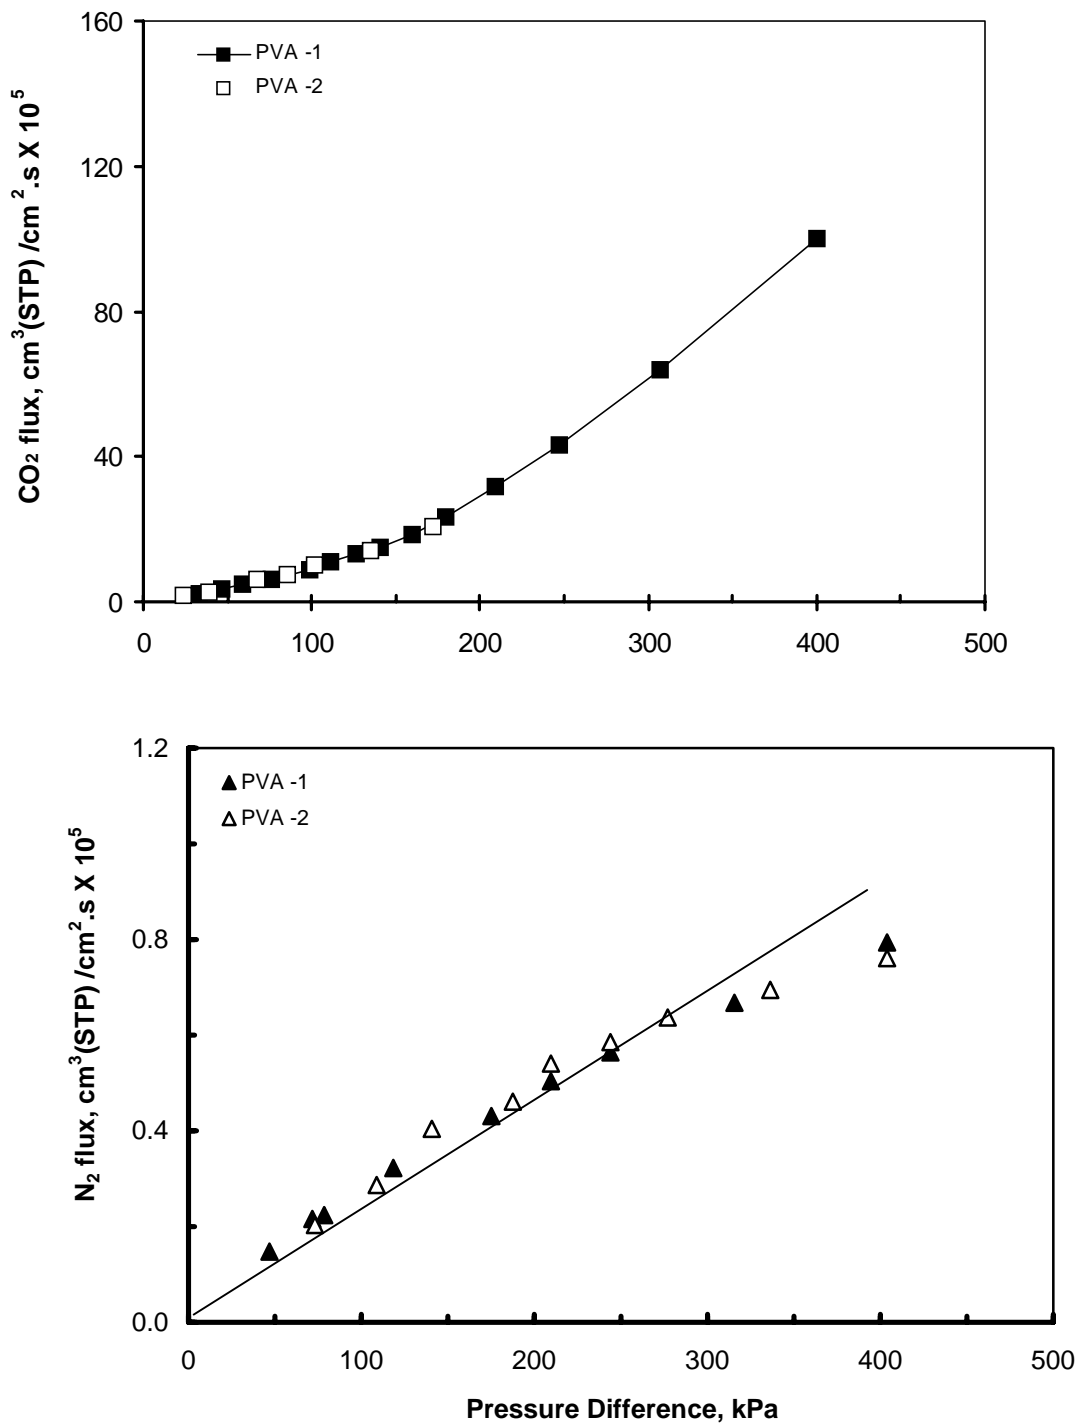 160
PVA -1
PVA -2
120
80
40
0
0 100 200 300 400 500
CO₂ flux, cm³(STP) /cm² .s X 10⁵
1.2
PVA -1
PVA -2
0.8
0.4
0.0
0 100 200 300 400 500
N₂ flux, cm³(STP) /cm².s X 10⁵
Pressure Difference, kPa